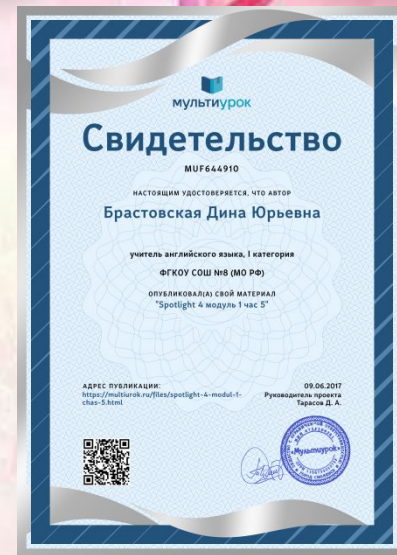 мультиурок
Свидетельство
MUF644910
НАСТОЯЩИМ УДОСТОВЕРЯЕТСЯ, ЧТО АВТОР
Брастовская Дина Юрьевна
учитель английского языка, I категория
ФГКОУ СОШ №8 (МО РФ)
ОПУБЛИКОВАЛ(А) СВОЙ МАТЕРИАЛ
"Spotlight 4 модуль 1 час 5"
АДРЕС ПУБЛИКАЦИИ:
https://multiurok.ru/files/spotlight-4-modul-1-
chas-5.html
09.06.2017
Руководитель проекта
Тарасов Д. А.
«Мультиурок»